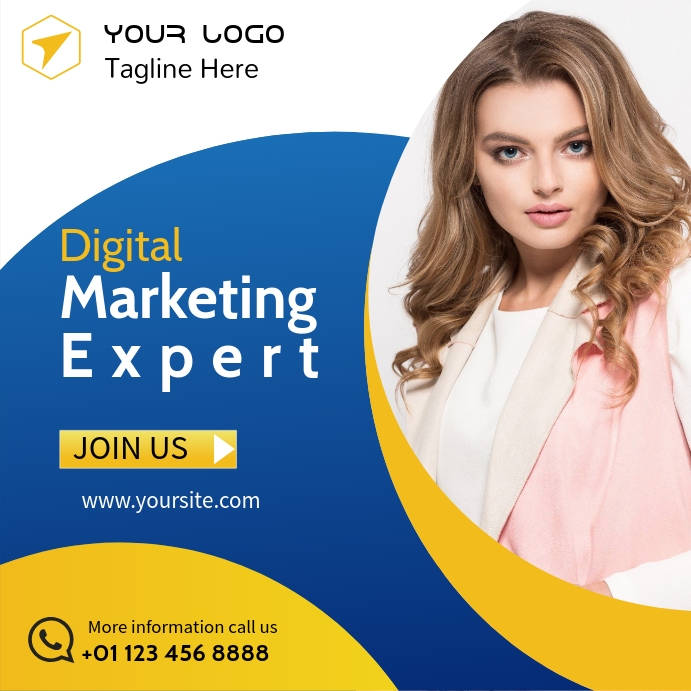 YOUR LOGO
Tagline Here
Digital
Marketing
Expert
JOIN US
www.yoursite.com
More information call us
+01 123 456 8888